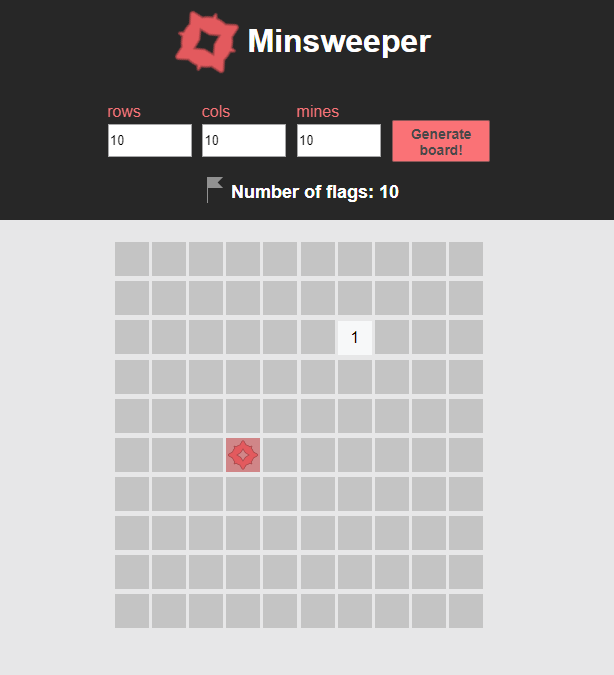 Minsweeper
rows cols mines
10 10 10
Generate
board!
Number of flags: 10
1